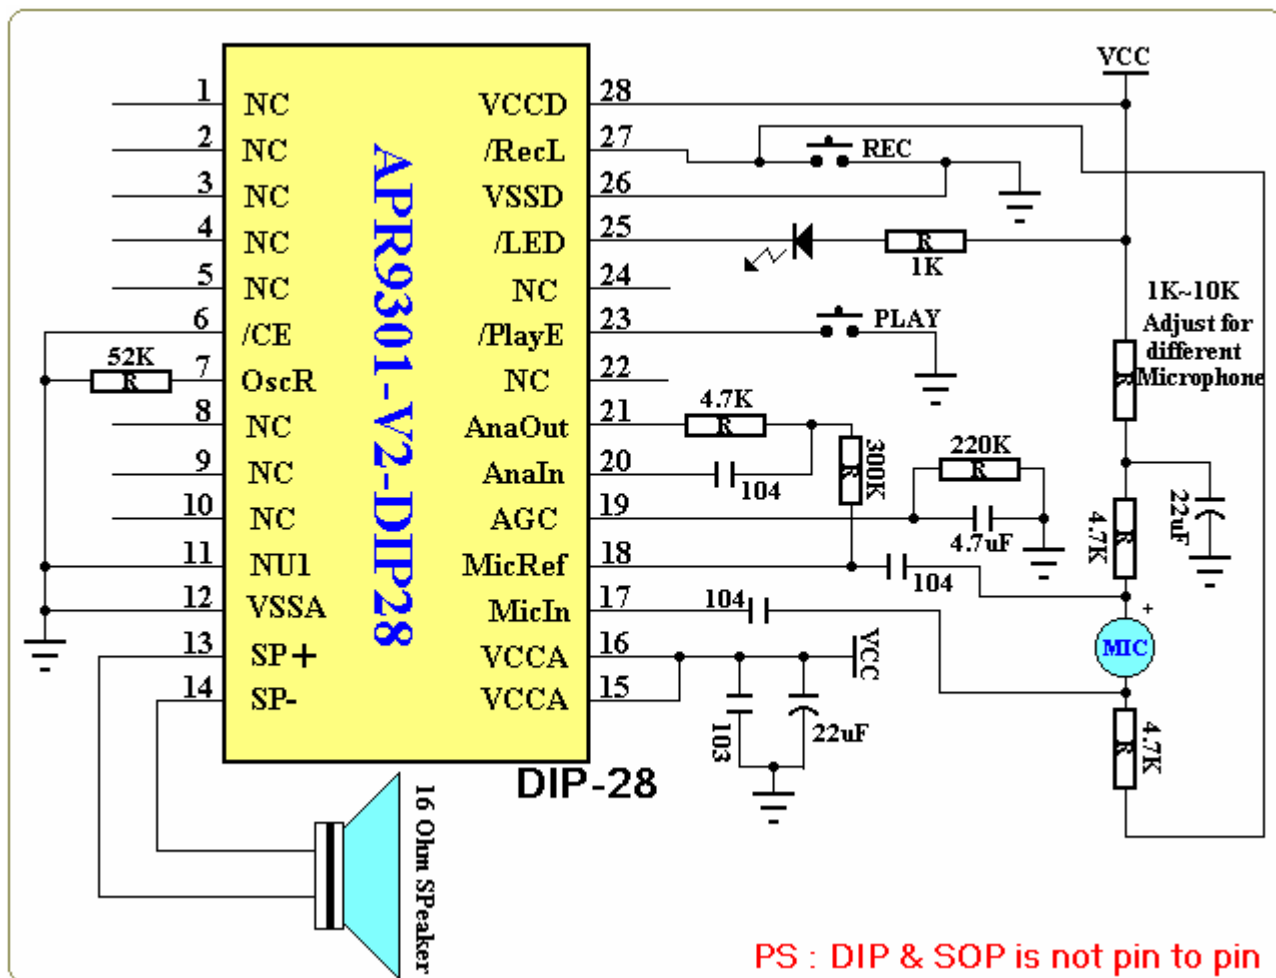 VCC
1 NC VCCD 28
2 NC /RecL 27 REC
3 NC VSSD 26
4 NC /LED 25 R
1K
5 NC NC 24
6 /CE /PlayE 23 PLAY
1K~10K
Adjust for
different
Microphone
R
52K
R 7 OscR NC 22
8 NC AnaOut 21 4.7K
R
9 NC AnaIn 20 104
300K
R
220K
R
10 NC AGC 19 4.7uF
4.7K
R
22uF
11 NU1 MicRef 18 104
12 VSSA MicIn 17 104
+
MIC
13 SP+ VCCA 16 VCC
14 SP- VCCA 15
103
22uF
R
4.7K
APR9301-V2-DIP28
DIP-28
16 Ohm SPeaker
PS : DIP & SOP is not pin to pin